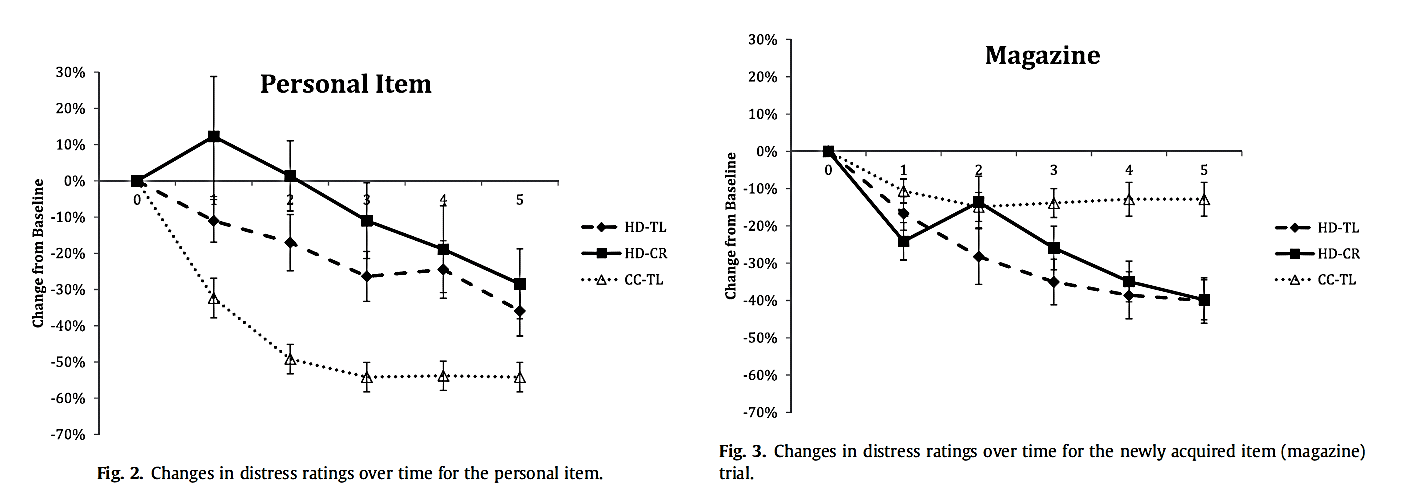 Personal Item
30%
20%
10%
0%
-10%
-20%
-30%
-40%
-50%
-60%
-70%
Change from Baseline
0 1 2 3 4 5
HD-TL
HD-CR
CC-TL
Fig. 2. Changes in distress ratings over time for the personal item.
Magazine
30%
20%
10%
0%
-10%
-20%
-30%
-40%
-50%
-60%
-70%
Change from Baseline
0 1 2 3 4 5
HD-TL
HD-CR
CC-TL
Fig. 3. Changes in distress ratings over time for the newly acquired item (magazine)
trial.